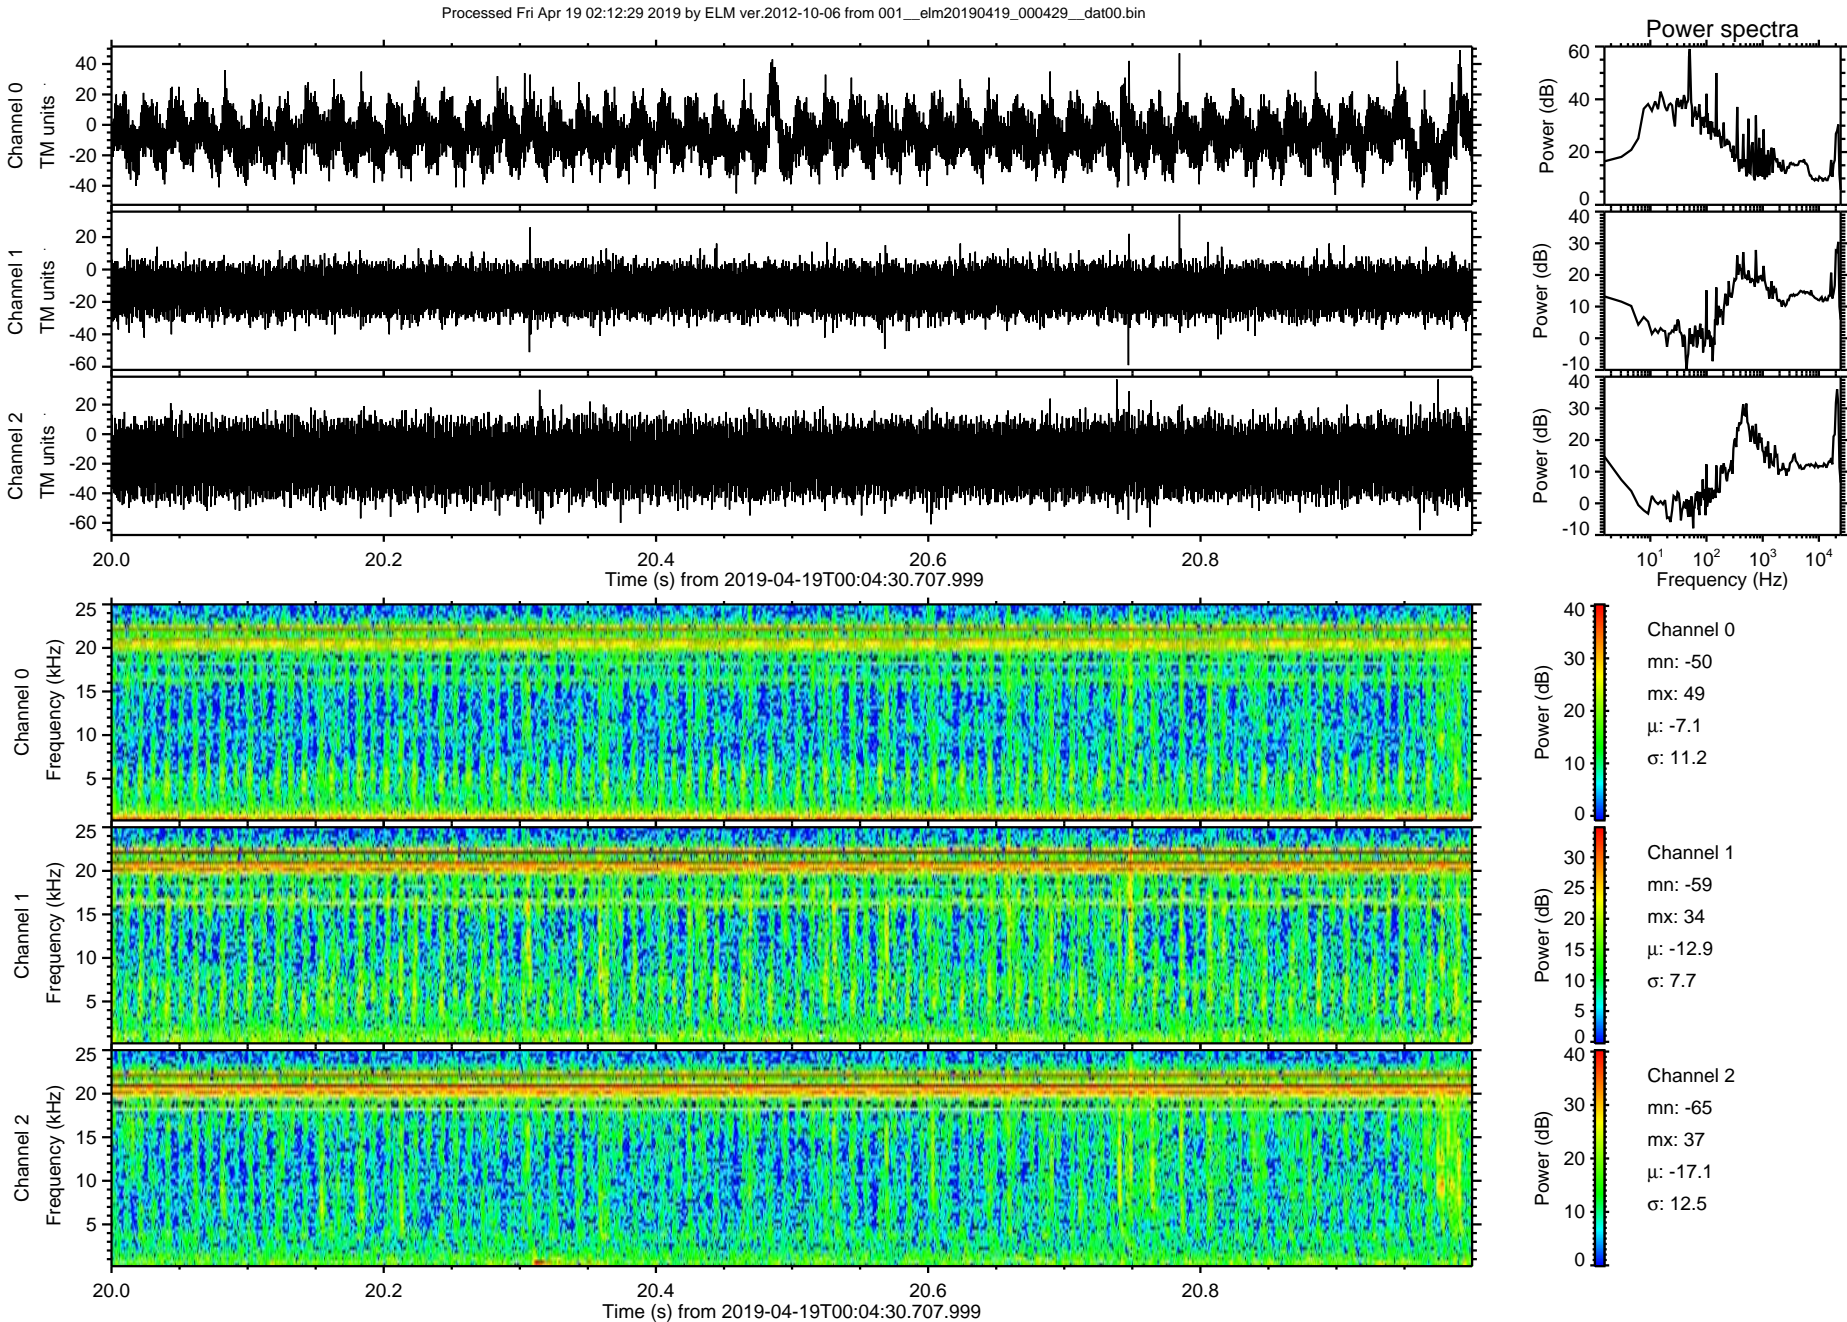 Processed Fri Apr 19 02:12:29 2019 by ELM ver.2012-10-06 from 001__elm20190419_000429__dat00.bin
Power spectra
Channel 0
TM units
40
20
0
-20
-40
Power (dB)
60
40
20
0
Channel 1
TM units
20
0
-20
-40
-60
Power (dB)
40
30
20
10
0
-10
Channel 2
TM units
20
0
-20
-40
-60
Power (dB)
40
30
20
10
0
-10
20.0 20.2 20.4 20.6 20.8
Time (s) from 2019-04-19T00:04:30.707.999
10^1 10^2 10^3 10^4
Frequency (Hz)
Channel 0
Frequency (kHz)
25
20
15
10
5
Power (dB)
40
30
20
10
0
Channel 0
mn: -50
mx: 49
μ: -7.1
σ: 11.2
Channel 1
Frequency (kHz)
25
20
15
10
5
Power (dB)
30
25
20
15
10
5
0
Channel 1
mn: -59
mx: 34
μ: -12.9
σ: 7.7
Channel 2
Frequency (kHz)
25
20
15
10
5
Power (dB)
40
30
20
10
0
Channel 2
mn: -65
mx: 37
μ: -17.1
σ: 12.5
20.0 20.2 20.4 20.6 20.8
Time (s) from 2019-04-19T00:04:30.707.999